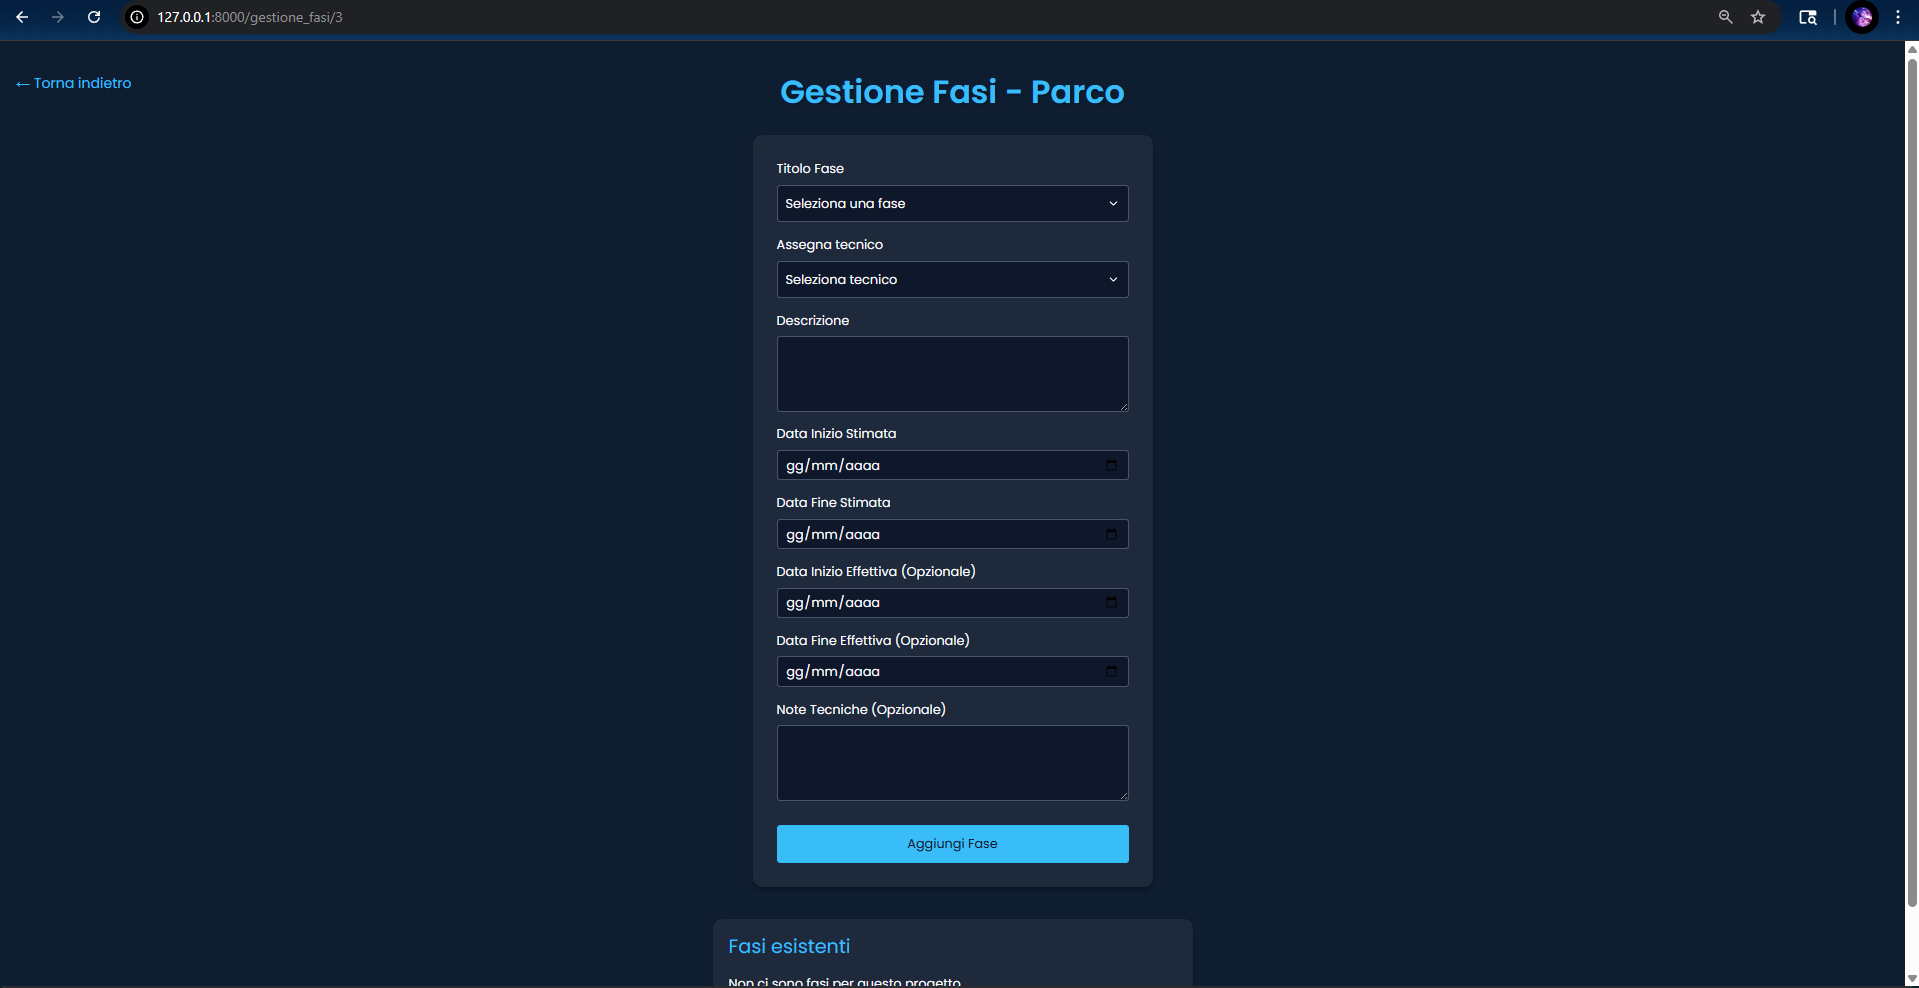 127.0.0.1:8000/gestione_fasi/3
← Torna indietro
Gestione Fasi - Parco
Titolo Fase
Seleziona una fase
Assegna tecnico
Seleziona tecnico
Descrizione
Data Inizio Stimata
gg/mm/aaaa
Data Fine Stimata
gg/mm/aaaa
Data Inizio Effettiva (Opzionale)
gg/mm/aaaa
Data Fine Effettiva (Opzionale)
gg/mm/aaaa
Note Tecniche (Opzionale)
Aggiungi Fase
Fasi esistenti
Non ci sono fasi per questo progetto